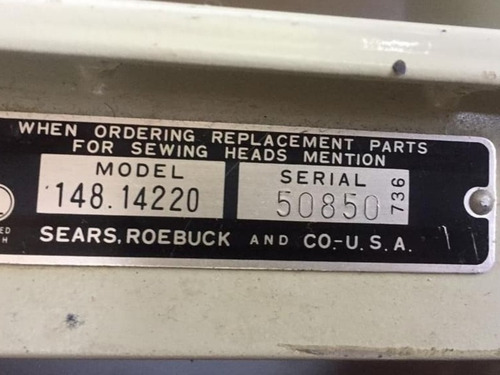 WHEN ORDERING REPLACEMENT PARTS
FOR SEWING HEADS MENTION
MODEL
148.14220
SERIAL
50850
736
SEARS, ROEBUCK AND CO-U.S.A.